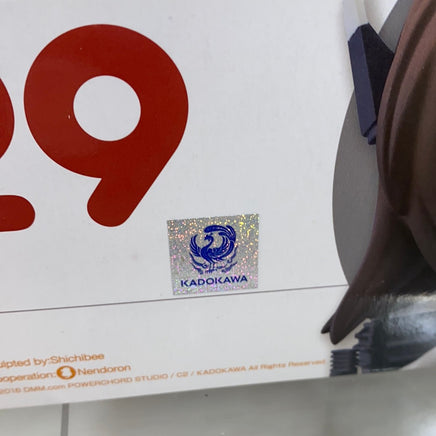 29
KADOKAWA
ulpted by:Shichibee
ooperation: Nendoron
2016 DMM.com POWERCHORD STUDIO / C2 / KADOKAWA All Rights Reserved